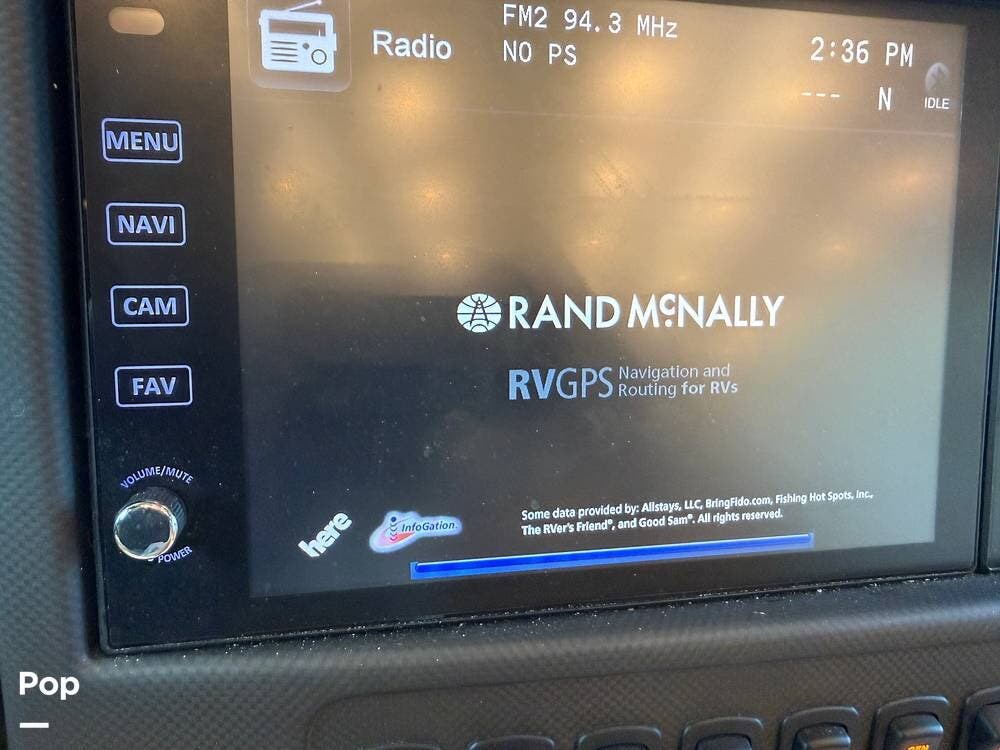 FM2 94.3 MHz
Radio
NO PS
2:36 PM
--- N
IDLE
MENU
NAVI
CAM
FAV
VOLUME/MUTE
POWER
RAND McNALLY
RVGPS Navigation and
Routing for RVs
here
InfoGation
Some data provided by: Allstays, LLC, BringFido.com, Fishing Hot Spots, Inc.,
The RVer's Friend®, and Good Sam®. All rights reserved.
Pop